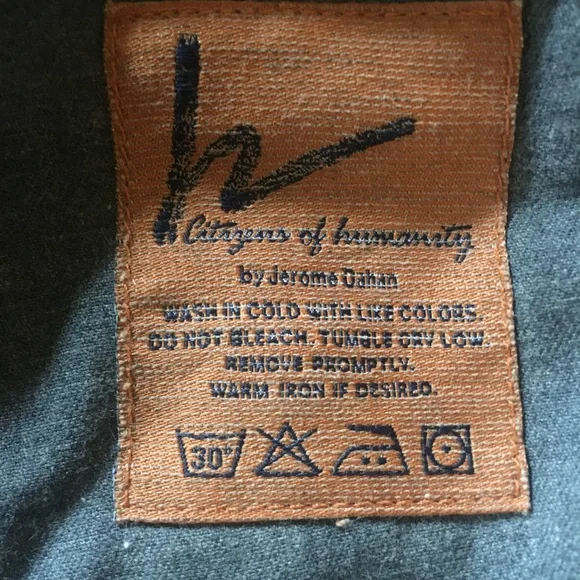 h
Citizens of humanity
by Jerome Dahan
WASH IN COLD WITH LIKE COLORS.
DO NOT BLEACH. TUMBLE DRY LOW.
REMOVE PROMPTLY.
WARM IRON IF DESIRED.
30°